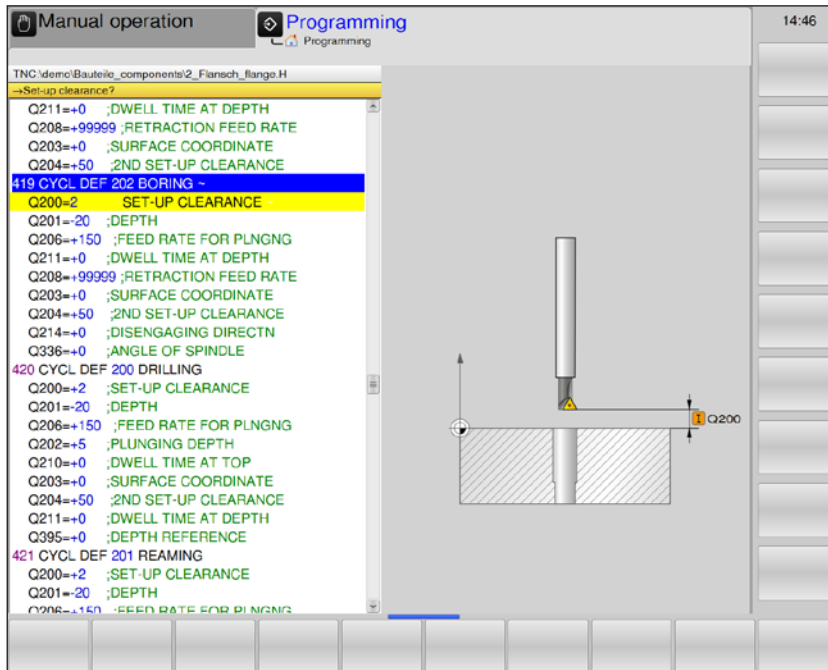 Manual operation
Programming
Programming
14:46
TNC:\demo\Bauteile_components\2_Flansch_flange.H
→Set-up clearance?
Q211=+0 ;DWELL TIME AT DEPTH
Q208=+99999 ;RETRACTION FEED RATE
Q203=+0 ;SURFACE COORDINATE
Q204=+50 ;2ND SET-UP CLEARANCE
419 CYCL DEF 202 BORING ~
Q200=2 SET-UP CLEARANCE ~
Q201=-20 ;DEPTH
Q206=+150 ;FEED RATE FOR PLNGNG
Q211=+0 ;DWELL TIME AT DEPTH
Q208=+99999 ;RETRACTION FEED RATE
Q203=+0 ;SURFACE COORDINATE
Q204=+50 ;2ND SET-UP CLEARANCE
Q214=+0 ;DISENGAGING DIRECTN
Q336=+0 ;ANGLE OF SPINDLE
420 CYCL DEF 200 DRILLING
Q200=+2 ;SET-UP CLEARANCE
Q201=-20 ;DEPTH
Q206=+150 ;FEED RATE FOR PLNGNG
Q202=+5 ;PLUNGING DEPTH
Q210=+0 ;DWELL TIME AT TOP
Q203=+0 ;SURFACE COORDINATE
Q204=+50 ;2ND SET-UP CLEARANCE
Q211=+0 ;DWELL TIME AT DEPTH
Q395=+0 ;DEPTH REFERENCE
421 CYCL DEF 201 REAMING
Q200=+2 ;SET-UP CLEARANCE
Q201=-20 ;DEPTH
Q206=+150 ;FEED RATE FOR PLNGNG
I Q200